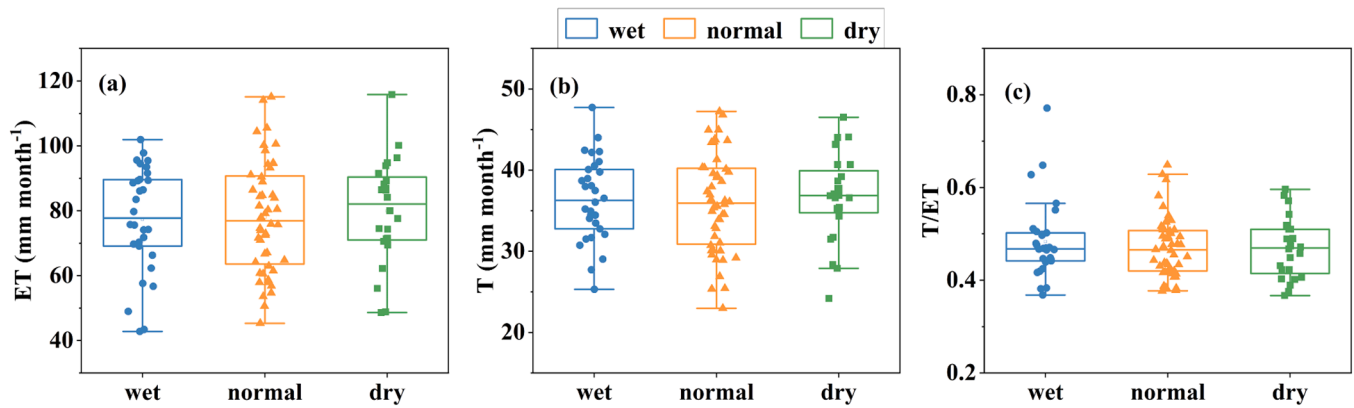 wet normal dry
(a)
ET (mm month⁻¹)
120
100
80
60
40
wet normal dry
(b)
T (mm month⁻¹)
50
40
30
20
wet normal dry
(c)
T/ET
0.8
0.6
0.4
0.2
wet normal dry